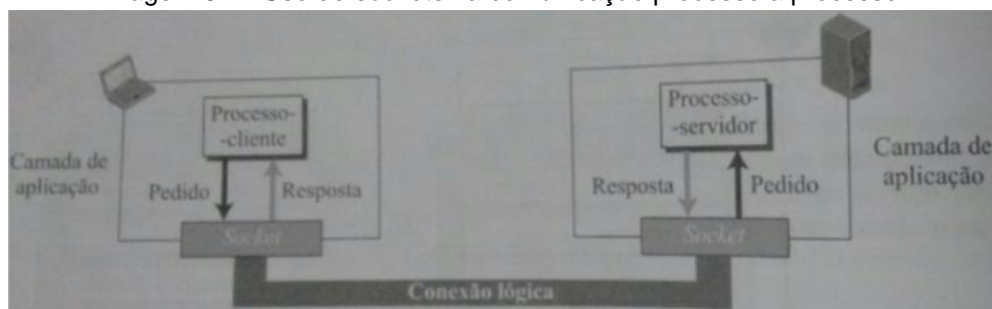 Processo-
-cliente
Camada de
aplicação
Pedido
Resposta
Socket
Processo-
-servidor
Camada de
aplicação
Resposta
Pedido
Socket
Conexão lógica